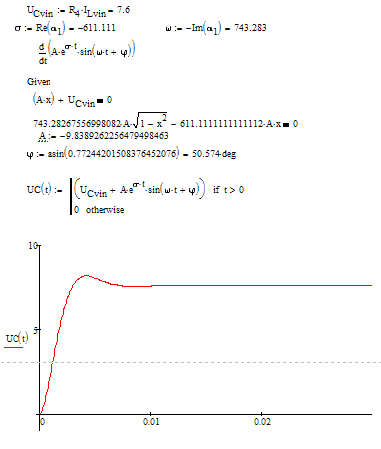 U_Cvin := R_4·I_Lvin = 7.6
σ := Re(α_1) = −611.111 ω := −Im(α_1) = 743.283
d/dt (A·e^σ·t·sin(ω·t + φ))
Given
(A·x) + U_Cvin = 0
743.28267556998082·A·√1 − x^2 − 611.1111111111112·A·x = 0
A := −9.8389262256479498463
φ := asin(0.77244201508376452076) = 50.574·deg
UC(t) := (U_Cvin + A·e^σ·t·sin(ω·t + φ)) if t > 0
0 otherwise
10
5
UC(t)
0 0.01 0.02